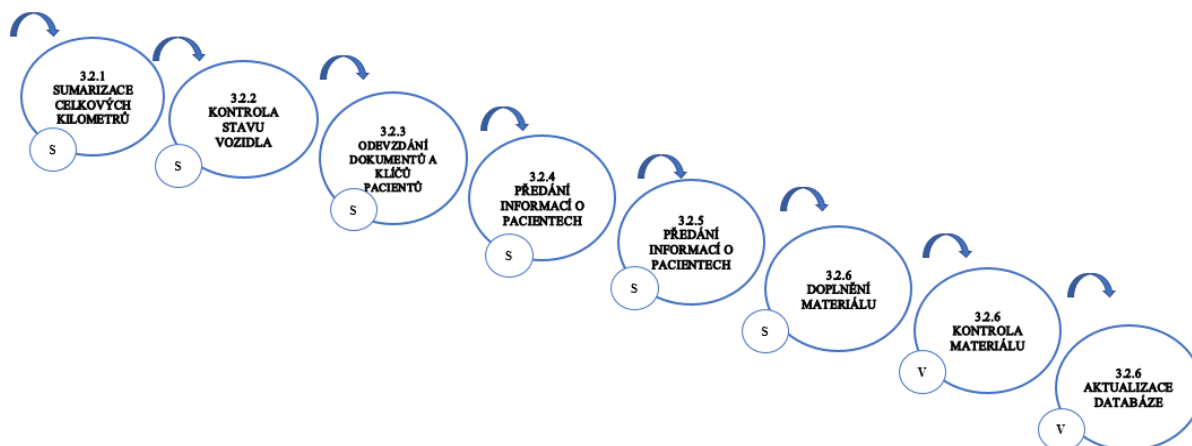 3.2.1
SUMARIZACE
CELKOVÝCH
KILOMETRŮ
S
3.2.2
KONTROLA
STAVU
VOZIDLA
S
3.2.3
ODEVZDÁNÍ
DOKUMENTŮ A
KLÍČŮ
PACIENTŮ
S
3.2.4
PŘEDÁNÍ
INFORMACÍ O
PACIENTECH
S
3.2.5
PŘEDÁNÍ
INFORMACÍ O
PACIENTECH
S
3.2.6
DOPLNĚNÍ
MATERIÁLU
S
3.2.6
KONTROLA
MATERIÁLU
V
3.2.6
AKTUALIZACE
DATABÁZE
V